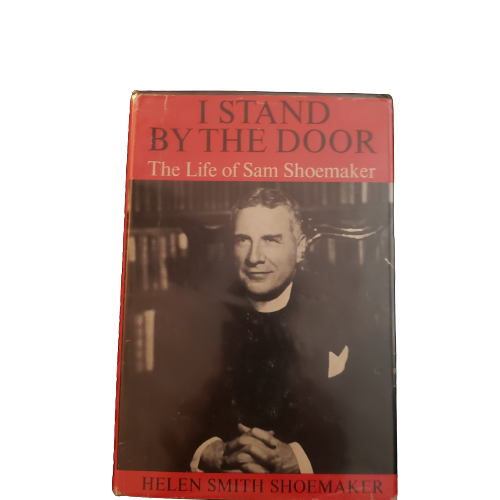 I STAND
BY THE DOOR
The Life of Sam Shoemaker
HELEN SMITH SHOEMAKER